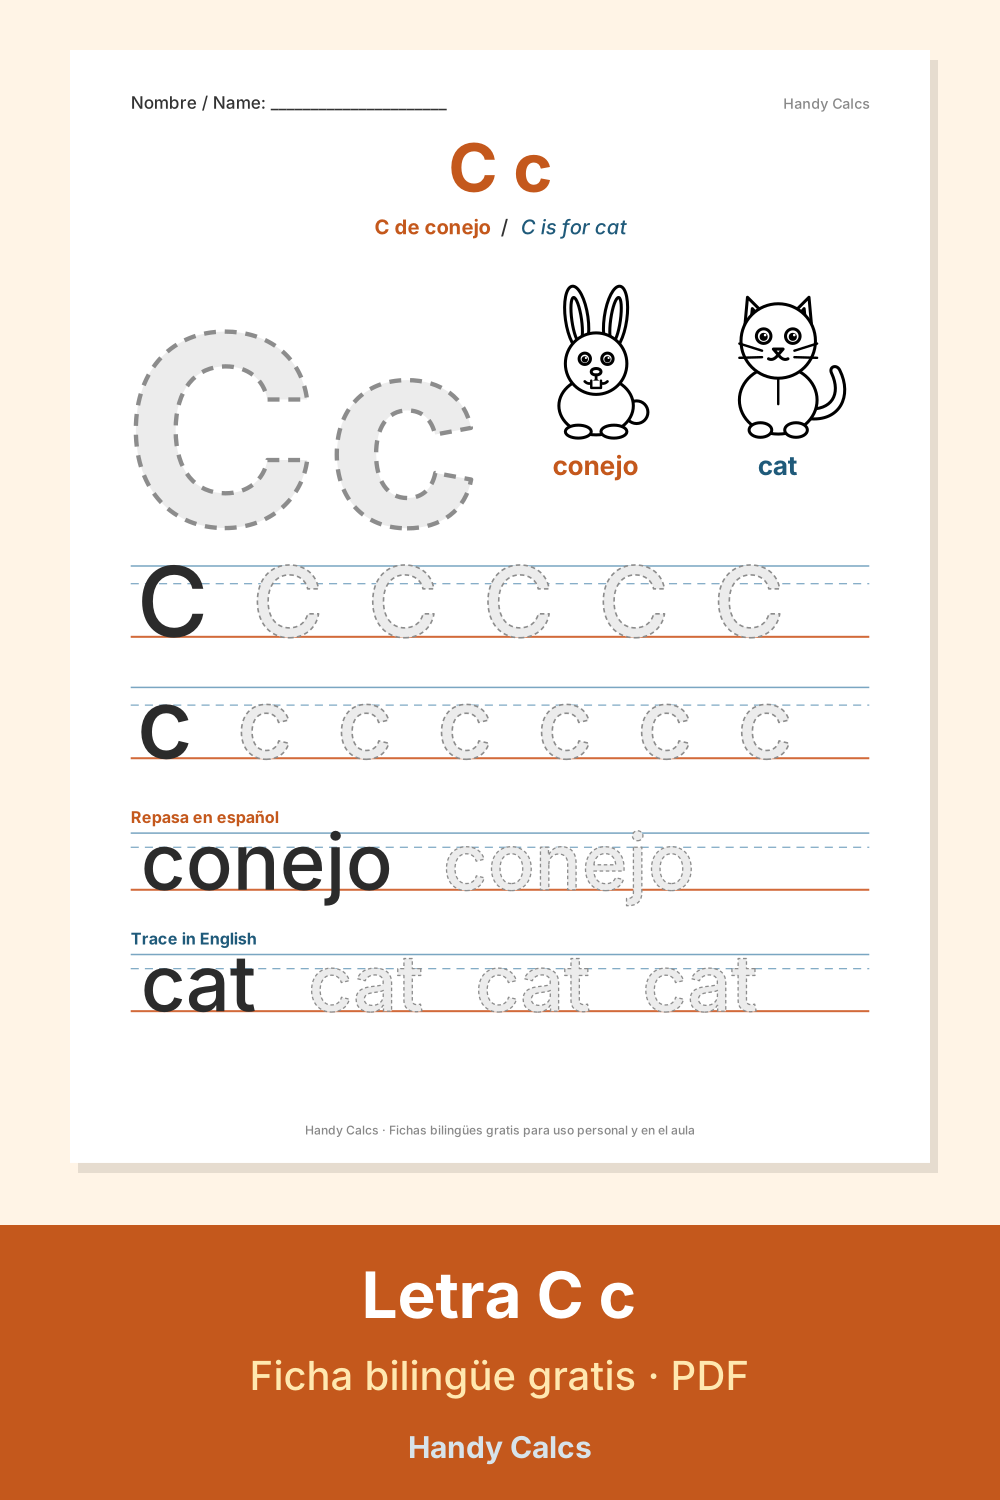 Nombre / Name: ______________________
Handy Calcs
C c
C de conejo / C is for cat
Cc
conejo
cat
C C C C C C
c c c c c c c
Repasa en español
conejo conejo
Trace in English
cat cat cat cat
Handy Calcs · Fichas bilingües gratis para uso personal y en el aula
Letra C c
Ficha bilingüe gratis · PDF
Handy Calcs